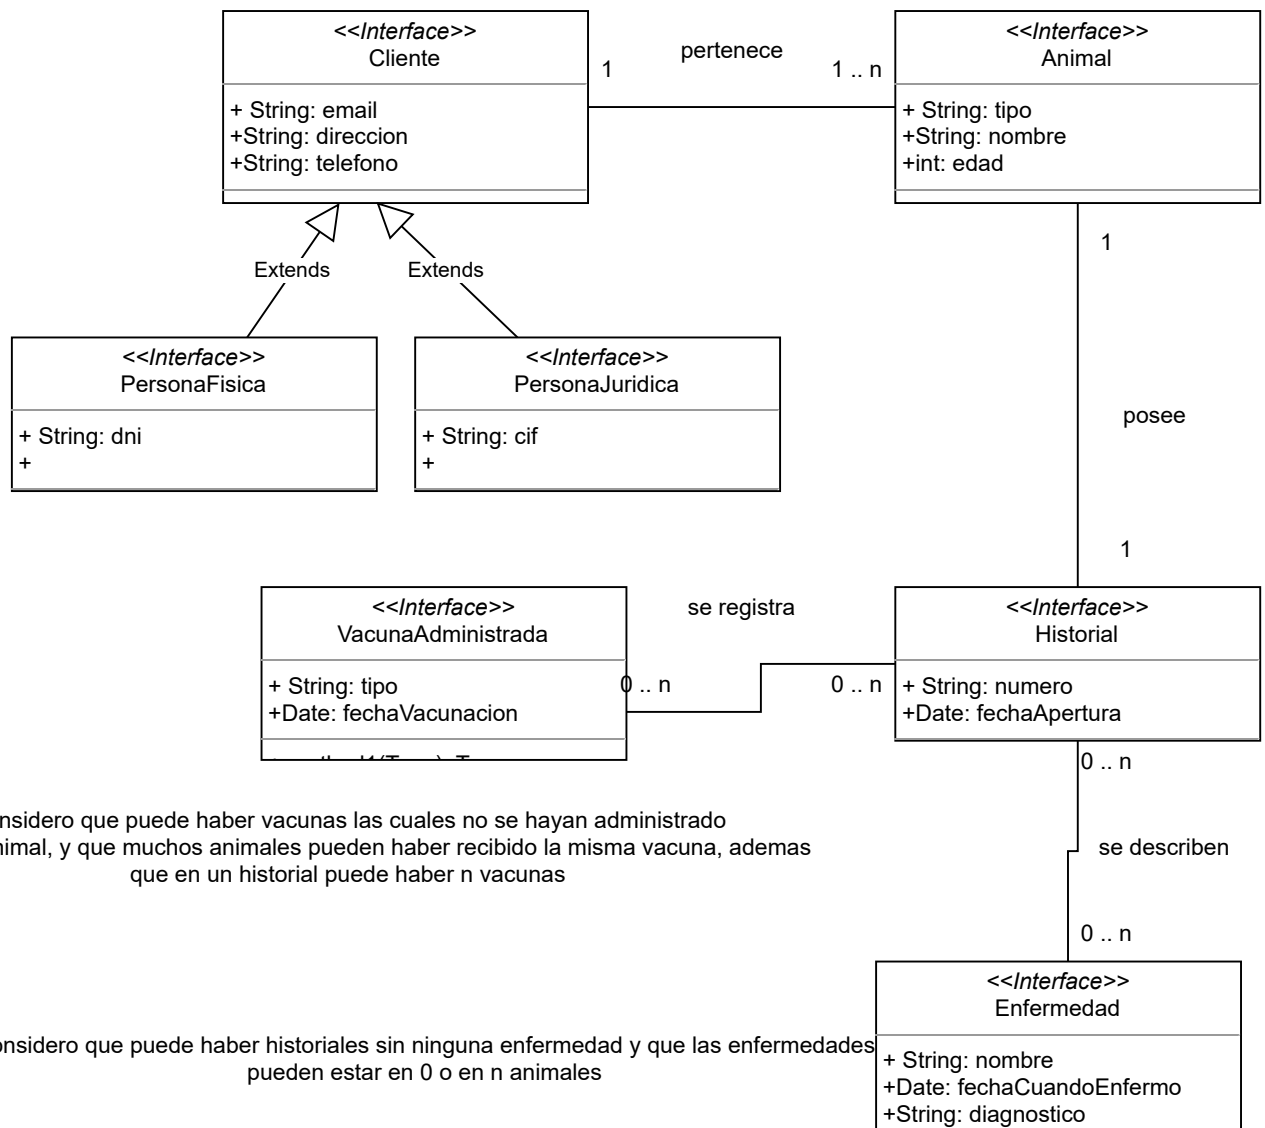 <<Interface>>
Cliente
+ String: email
+String: direccion
+String: telefono
1
pertenece
1 .. n
<<Interface>>
Animal
+ String: tipo
+String: nombre
+int: edad
Extends
Extends
1
posee
1
<<Interface>>
PersonaFisica
+ String: dni
+
<<Interface>>
PersonaJuridica
+ String: cif
+
<<Interface>>
VacunaAdministrada
+ String: tipo
+Date: fechaVacunacion
0 .. n
se registra
0 .. n
<<Interface>>
Historial
+ String: numero
+Date: fechaApertura
0 .. n
se describen
0 .. n
que puede haber vacunas las cuales no se hayan administrado
y que muchos animales pueden haber recibido la misma vacuna, ademas
que en un historial puede haber n vacunas
que puede haber historiales sin ninguna enfermedad y que las enfermedades
pueden estar en 0 o en n animales
<<Interface>>
Enfermedad
+ String: nombre
+Date: fechaCuandoEnfermo
+String: diagnostico